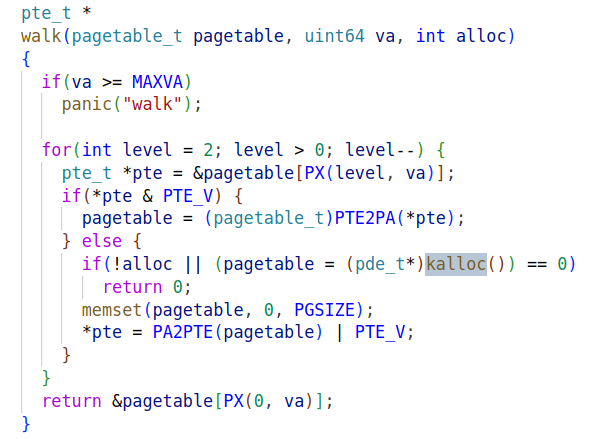 pte_t *
walk(pagetable_t pagetable, uint64 va, int alloc)
{
  if(va >= MAXVA)
    panic("walk");

  for(int level = 2; level > 0; level--) {
    pte_t *pte = &pagetable[PX(level, va)];
    if(*pte & PTE_V) {
      pagetable = (pagetable_t)PTE2PA(*pte);
    } else {
      if(!alloc || (pagetable = (pde_t*)kalloc()) == 0)
        return 0;
      memset(pagetable, 0, PGSIZE);
      *pte = PA2PTE(pagetable) | PTE_V;
    }
  }
  return &pagetable[PX(0, va)];
}